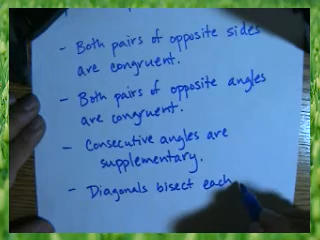 - Both pairs of opposite sides
are congruent.
- Both pairs of opposite angles
are congruent.
- Consecutive angles are
supplementary.
- Diagonals bisect each